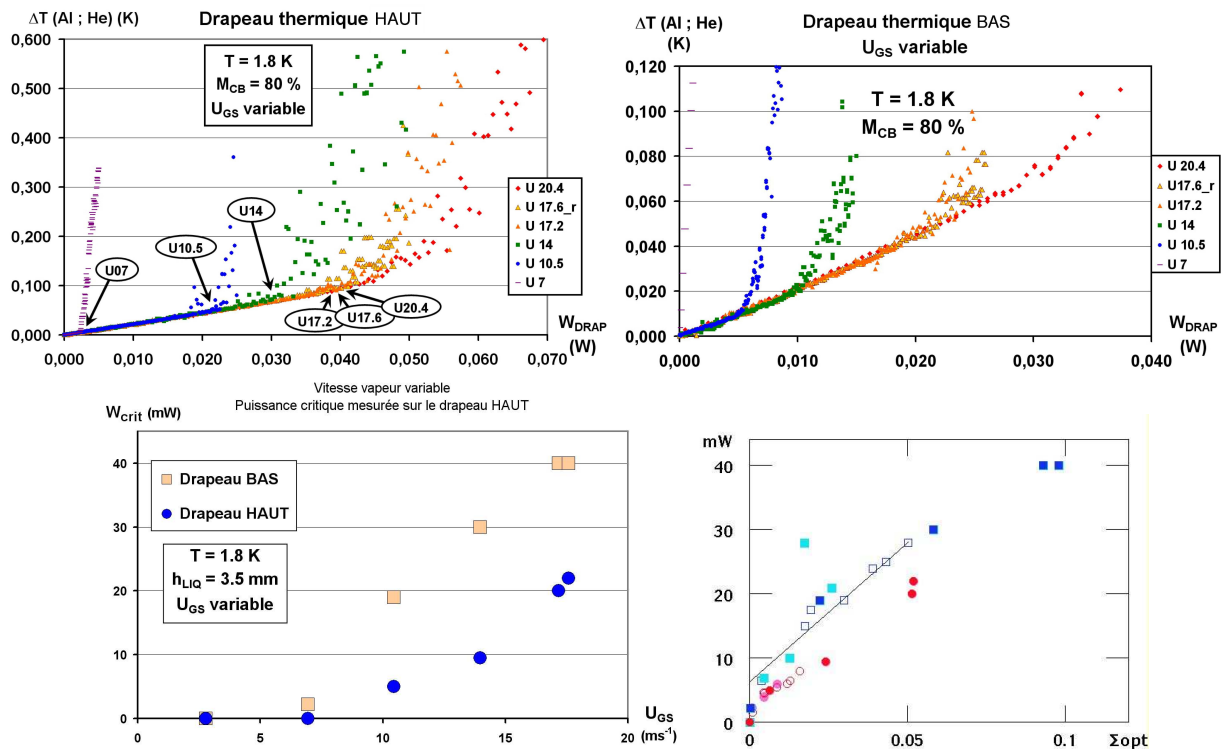 ΔT (Al ; He) (K)
Drapeau thermique HAUT
0,600
0,500
0,400
0,300
0,200
0,100
0,000
T = 1.8 K
M_CB = 80 %
U_GS variable
U07
U10.5
U14
U17.2
U17.6
U20.4
U 20.4
U 17.6_r
U 17.2
U 14
U 10.5
U 7
W_DRAP
(W)
0,000 0,010 0,020 0,030 0,040 0,050 0,060 0,070
ΔT (Al ; He)
(K)
Drapeau thermique BAS
U_GS variable
0,120
0,100
0,080
0,060
0,040
0,020
0,000
T = 1.8 K
M_CB = 80 %
U 20.4
U17.6_r
U17.2
U 14
U 10.5
U 7
W_DRAP
(W)
0,000 0,010 0,020 0,030 0,040
Vitesse vapeur variable
Puissance critique mesurée sur le drapeau HAUT
W_crit (mW)
40
30
20
10
0
Drapeau BAS
Drapeau HAUT
T = 1.8 K
h_LIQ = 3.5 mm
U_GS variable
0 5 10 15 20
U_GS
(ms⁻¹)
mW
40
30
20
10
0
0 0.05 0.1 Σopt